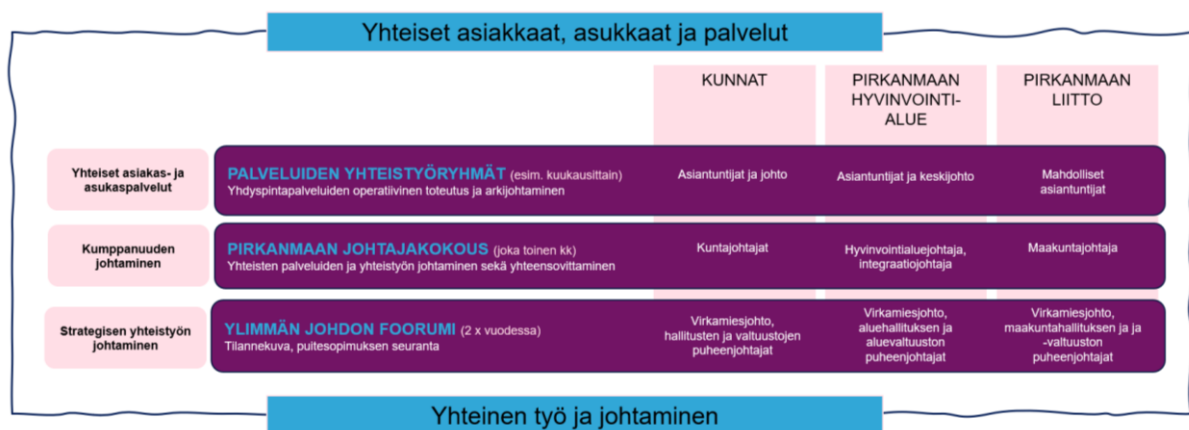 Yhteiset asiakkaat, asukkaat ja palvelut
KUNNAT
PIRKANMAAN
HYVINVOINTI-
ALUE
PIRKANMAAN
LIITTO
Yhteiset asiakas- ja
asukaspalvelut
PALVELUIDEN YHTEISTYÖRYHMÄT (esim. kuukausittain)
Yhdyspintapalveluiden operatiivinen toteutus ja arkijohtaminen
Asiantuntijat ja johto
Asiantuntijat ja keskijohto
Mahdolliset
asiantuntijat
Kumppanuuden
johtaminen
PIRKANMAAN JOHTAJAKOKOUS (joka toinen kk)
Yhteisten palveluiden ja yhteistyön johtaminen sekä yhteensovittaminen
Kuntajohtajat
Hyvinvointialuejohtaja,
integraatiojohtaja
Maakuntajohtaja
Strategisen yhteistyön
johtaminen
YLIMMÄN JOHDON FOORUMI (2 x vuodessa)
Tilannekuva, puitesopimuksen seuranta
Virkamiesjohto,
hallitusten ja valtuustojen
puheenjohtajat
Virkamiesjohto,
aluehallituksen ja
aluevaltuuston
puheenjohtajat
Virkamiesjohto,
maakuntahallituksen ja ja
-valtuuston
puheenjohtajat
Yhteinen työ ja johtaminen